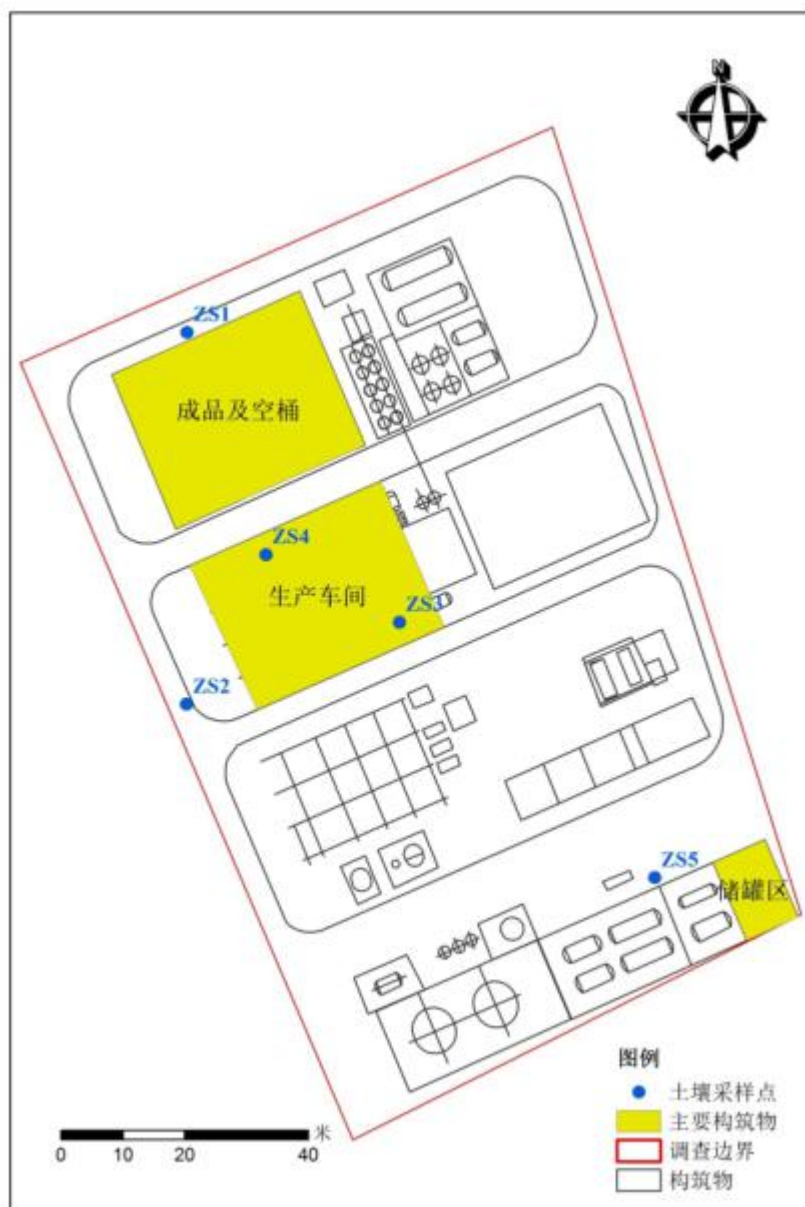 N
ZS1
成品及空桶
ZS4
生产车间
ZS3
ZS2
ZS5
储罐区
图例
土壤采样点
主要构筑物
调查边界
构筑物
米
0 10 20 40